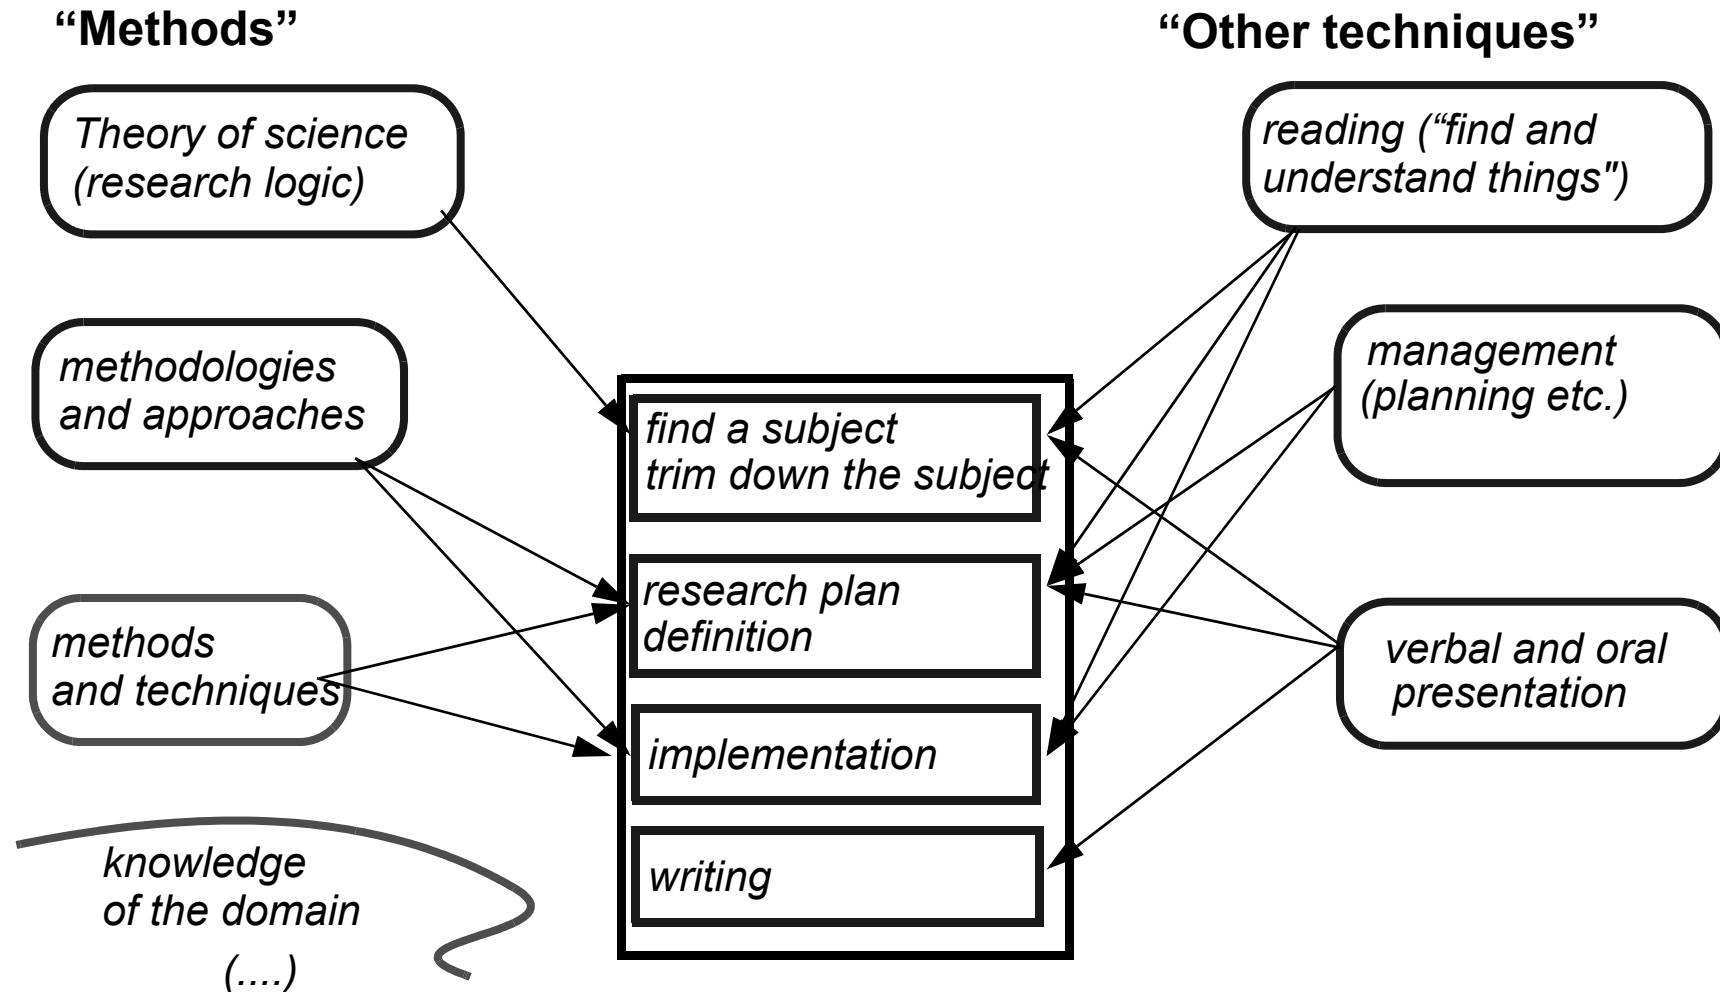 “Methods”
“Other techniques”
Theory of science
(research logic)
reading (“find and
understand things")
methodologies
and approaches
management
(planning etc.)
find a subject
trim down the subject
research plan
definition
methods
and techniques
verbal and oral
presentation
implementation
writing
knowledge
of the domain
(....)